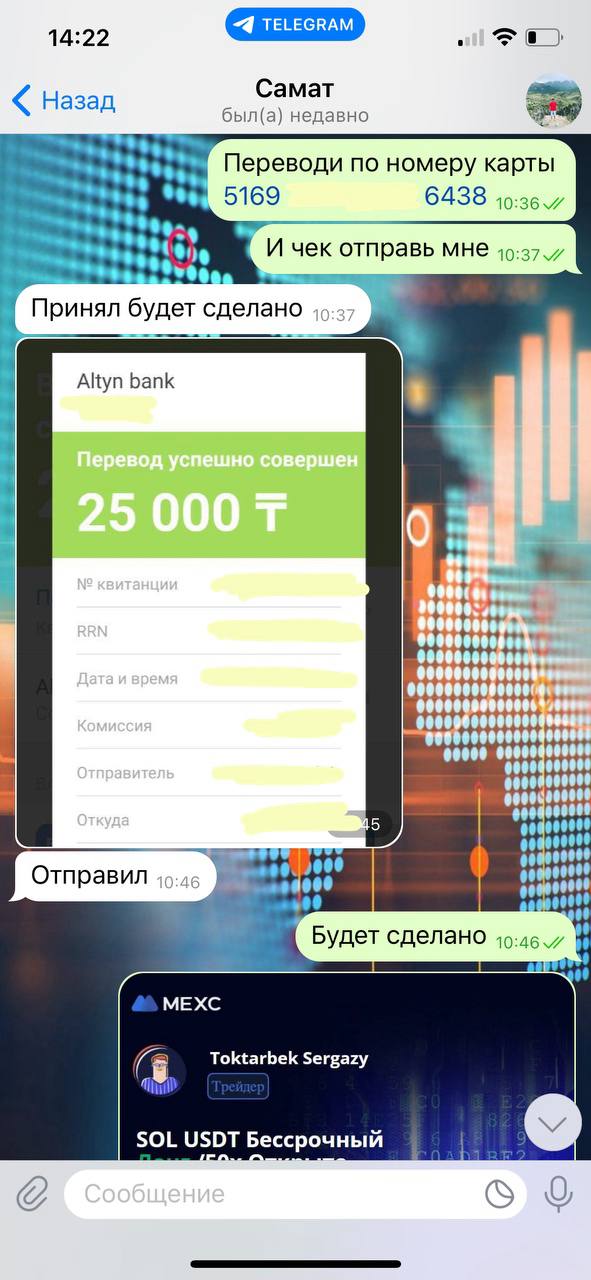 14:22
TELEGRAM
Назад
Самат
был(а) недавно
Переводи по номеру карты
5169 6438 10:36
И чек отправь мне 10:37
Принял будет сделано 10:37
Altyn bank
Перевод успешно совершен
25 000 ₸
№ квитанции
RRN
Дата и время
Комиссия
Отправитель
Откуда
45
Отправил 10:46
Будет сделано 10:46
MEXC
Toktarbek Sergazy
Трейдер
SOL USDT Бессрочный
Сообщение